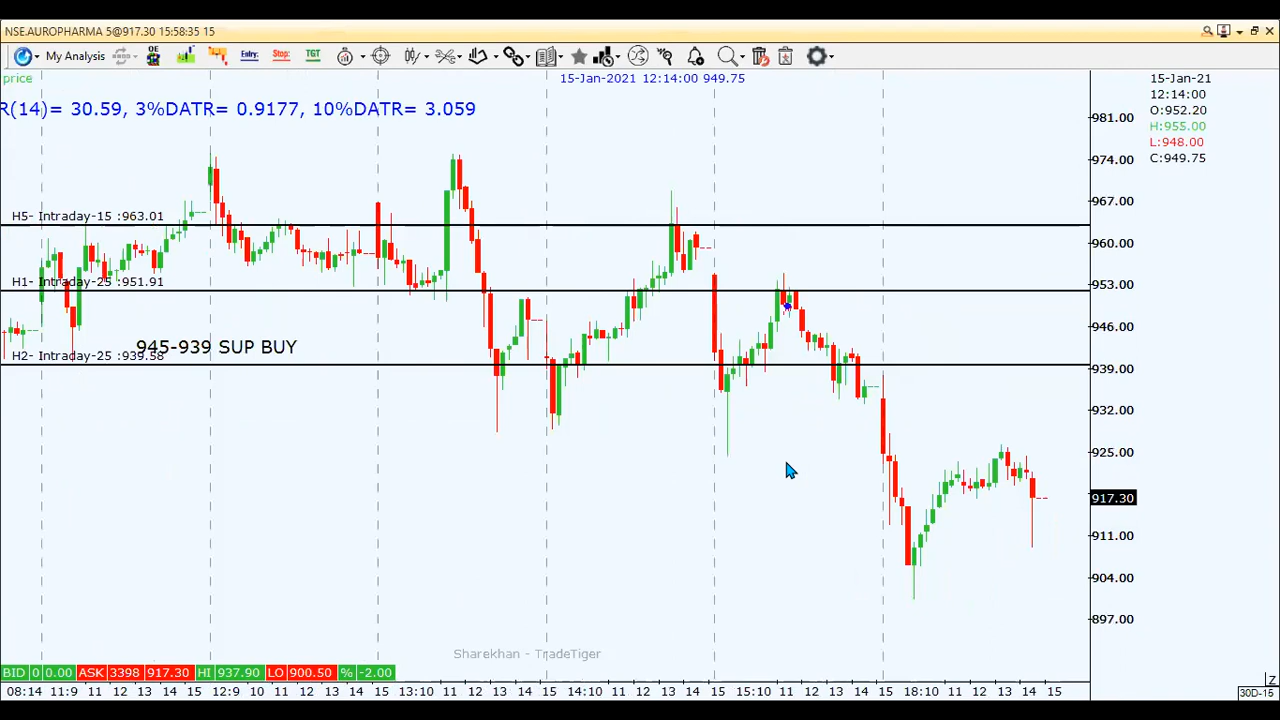 NSE.AUROPHARMA 5@917.30 15:58:35 15
My Analysis
OE
Entry:
Stop:
TGT
price
15-Jan-2021 12:14:00 949.75
15-Jan-21
12:14:00
O:952.20
H:955.00
L:948.00
C:949.75
R(14)= 30.59, 3%DATR= 0.9177, 10%DATR= 3.059
981.00
974.00
967.00
960.00
953.00
946.00
939.00
932.00
925.00
917.30
911.00
904.00
897.00
H5- Intraday-15 :963.01
H1- Intraday-25 :951.91
945-939 SUP BUY
H2- Intraday-25 :939.58
Sharekhan - TradeTiger
BID 0 0.00 ASK 3398 917.30 HI 937.90 LO 900.50 % -2.00
08:14 11:9 11 12 14 15 12:9 10 11 12 13 14 15 13:10 11 12 14 15 14:10 11 12 13 14 15 15:10 11 12 14 15 18:10 11 12 13 14 15
Z
30D-15